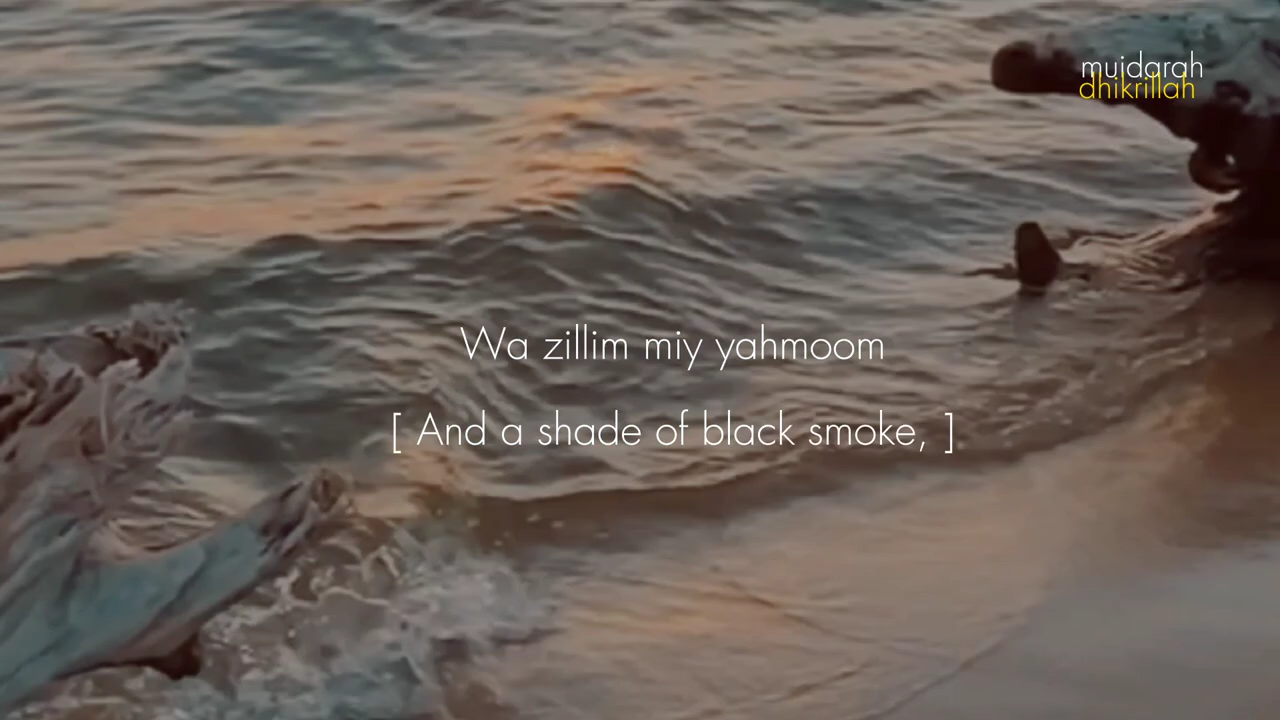 muidarah
dhikrillah
Wa zillim miy yahmoom
[ And a shade of black smoke, ]